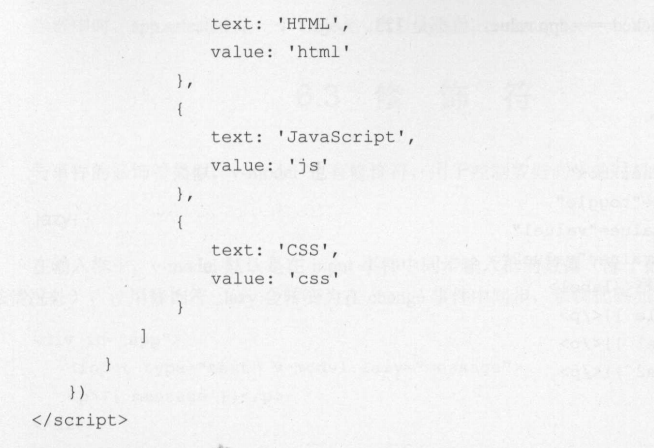 text: 'HTML',
value: 'html'
},
{
text: 'JavaScript',
value: 'js'
},
{
text: 'CSS',
value: 'css'
}
]
}
})
</script>